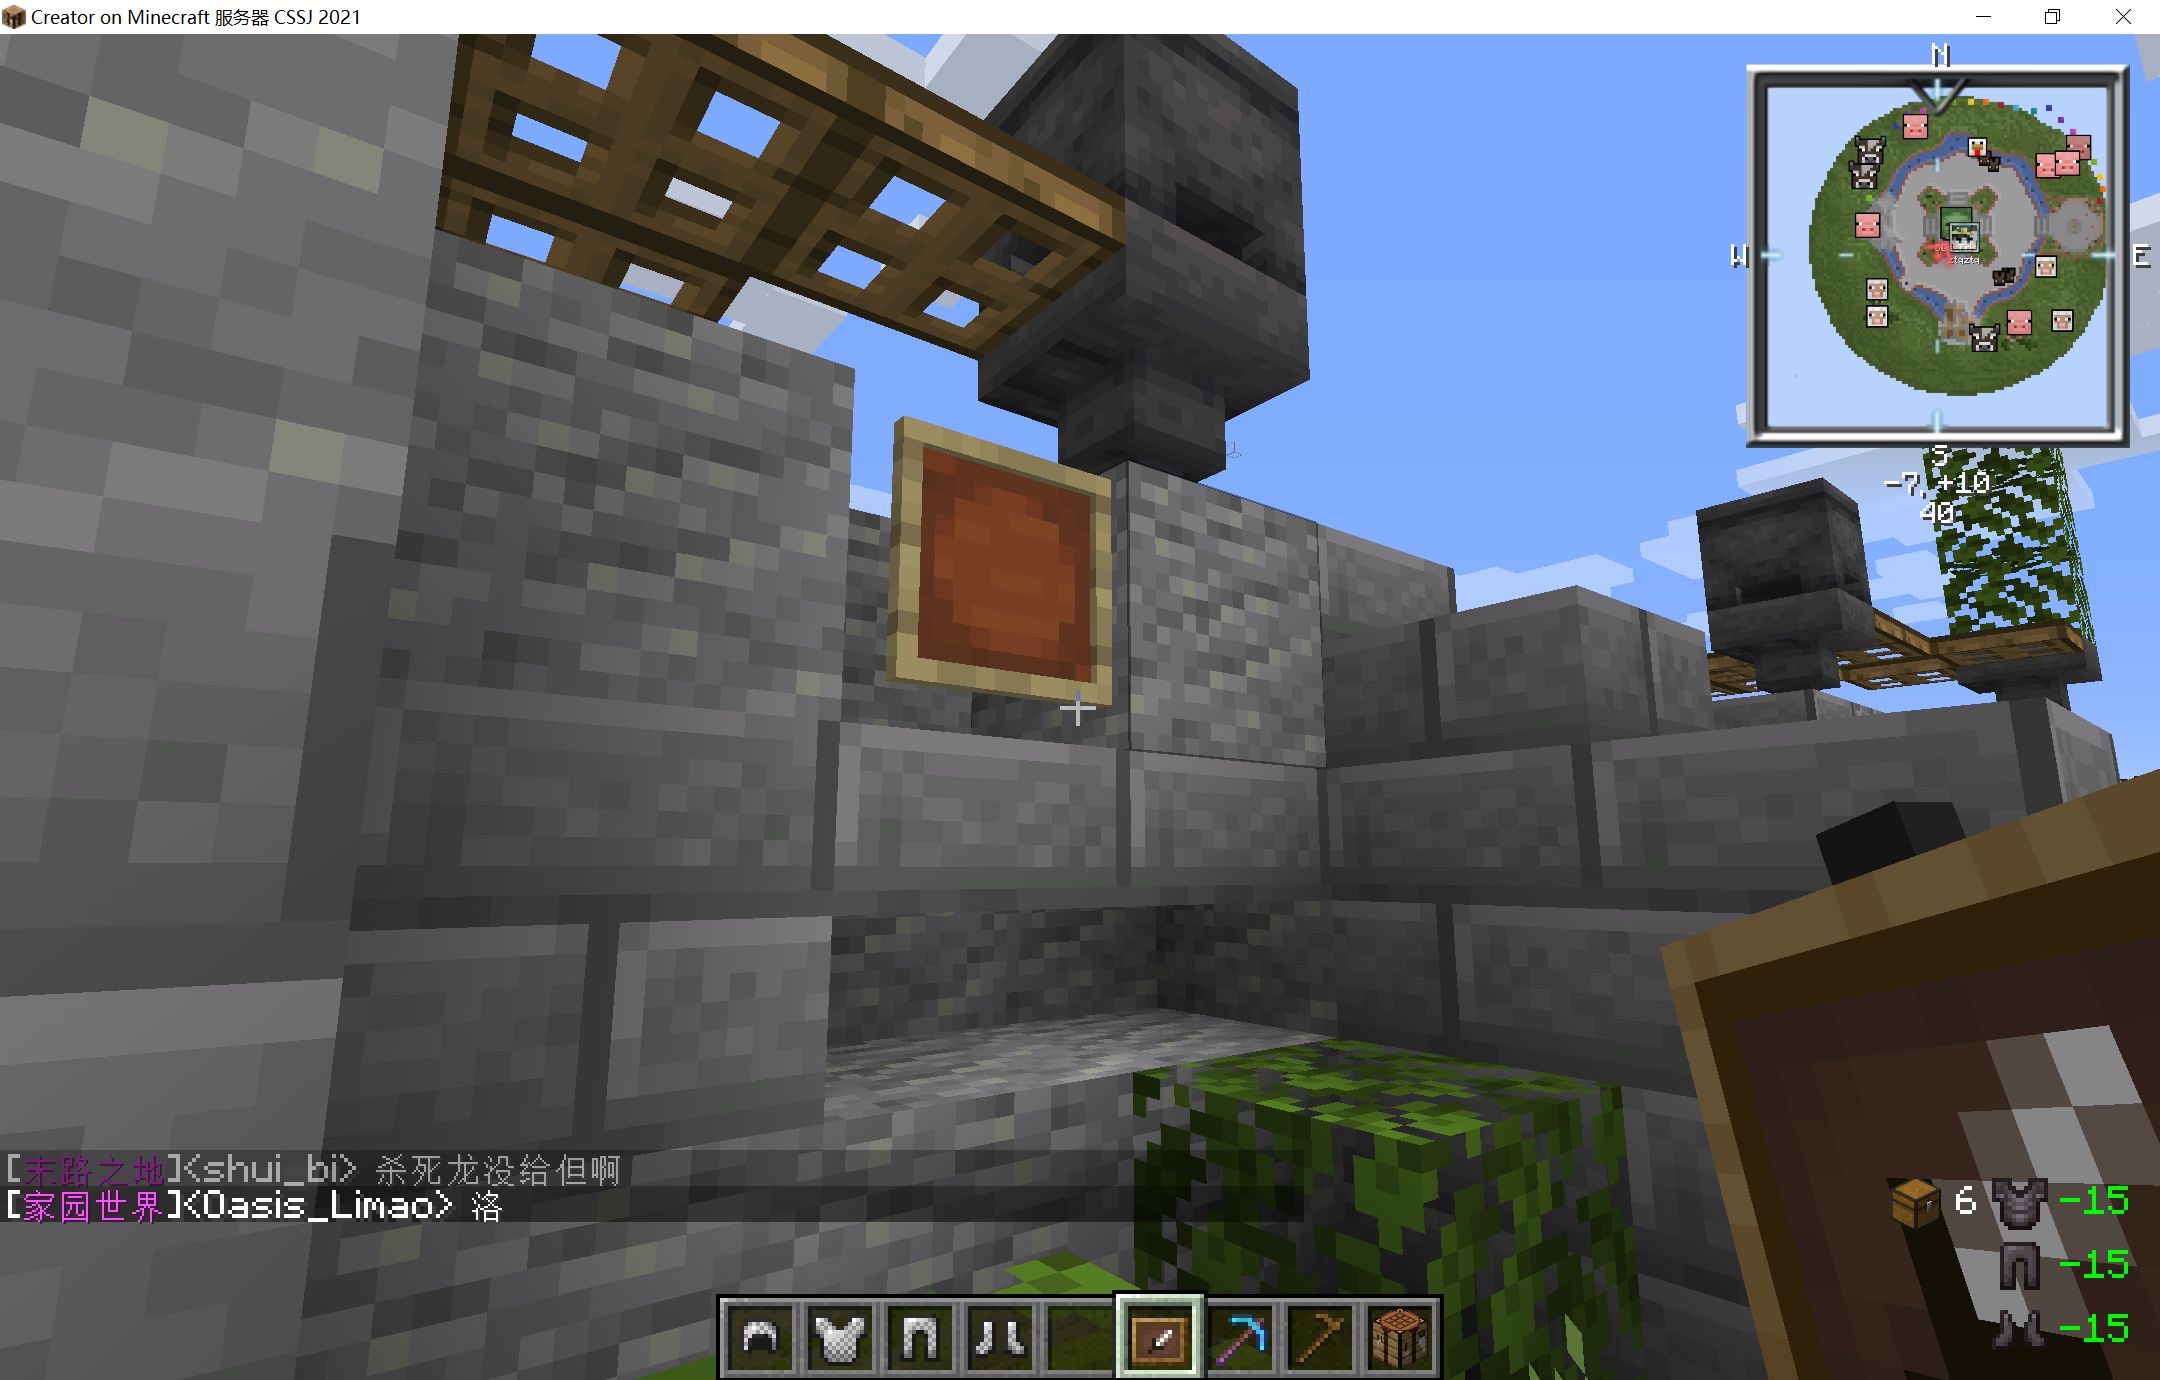 Creator on Minecraft 服务器 CSSJ 2021
N
W
E
ztqztq
S
-7, +10
40
[末路之地]<shui_bi> 杀死龙没给但啊
[家园世界]<Oasis_Limao> 洛
6 -15
-15
-15